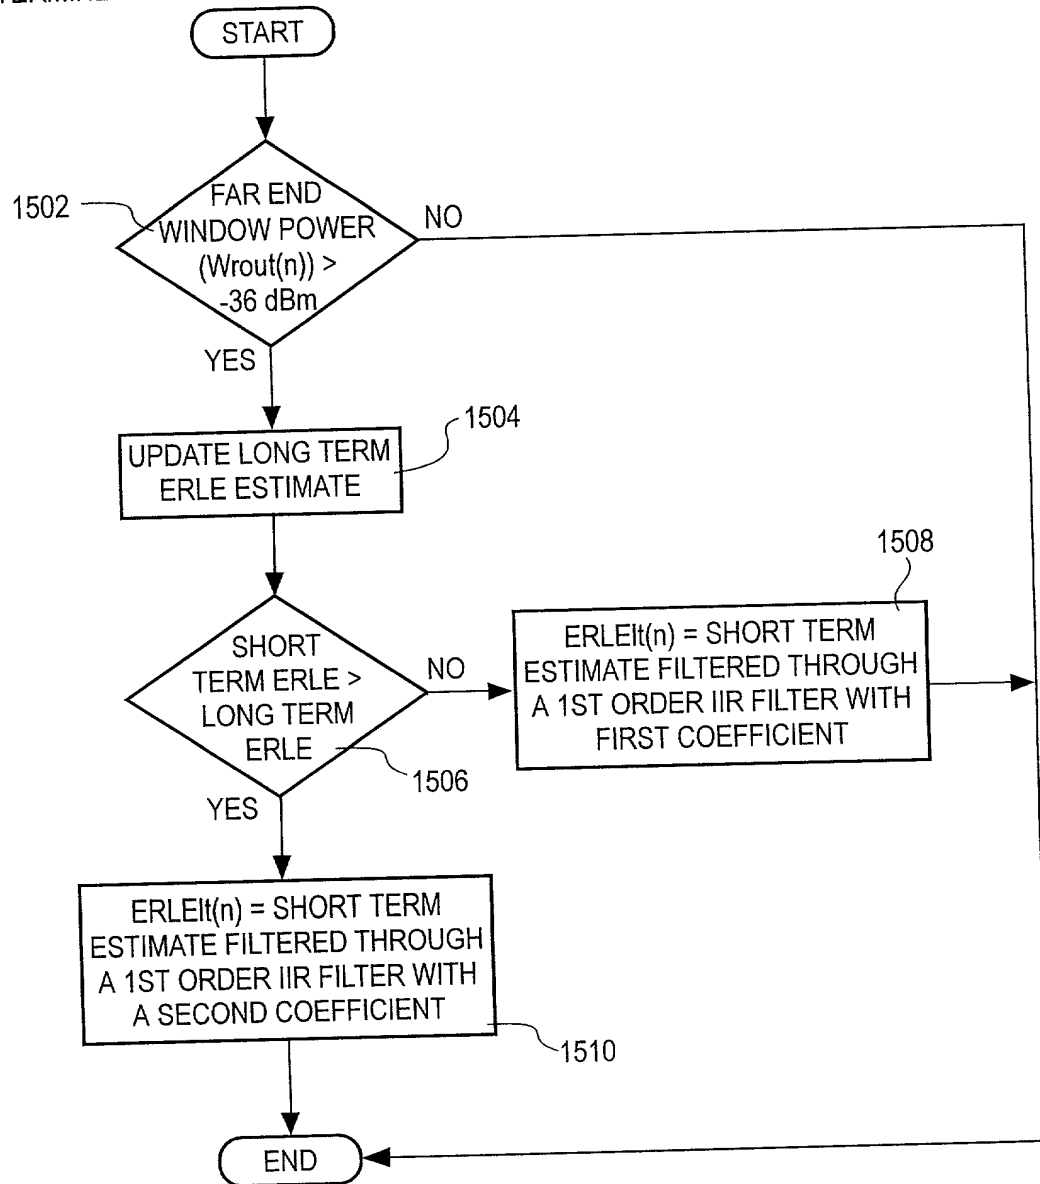 START
1502
FAR END
WINDOW POWER
(Wrout(n)) >
-36 dBm
NO
YES
1504
UPDATE LONG TERM
ERLE ESTIMATE
1508
SHORT
TERM ERLE >
LONG TERM
ERLE
NO
ERLElt(n) = SHORT TERM
ESTIMATE FILTERED THROUGH
A 1ST ORDER IIR FILTER WITH
FIRST COEFFICIENT
1506
YES
ERLElt(n) = SHORT TERM
ESTIMATE FILTERED THROUGH
A 1ST ORDER IIR FILTER WITH
A SECOND COEFFICIENT
1510
END